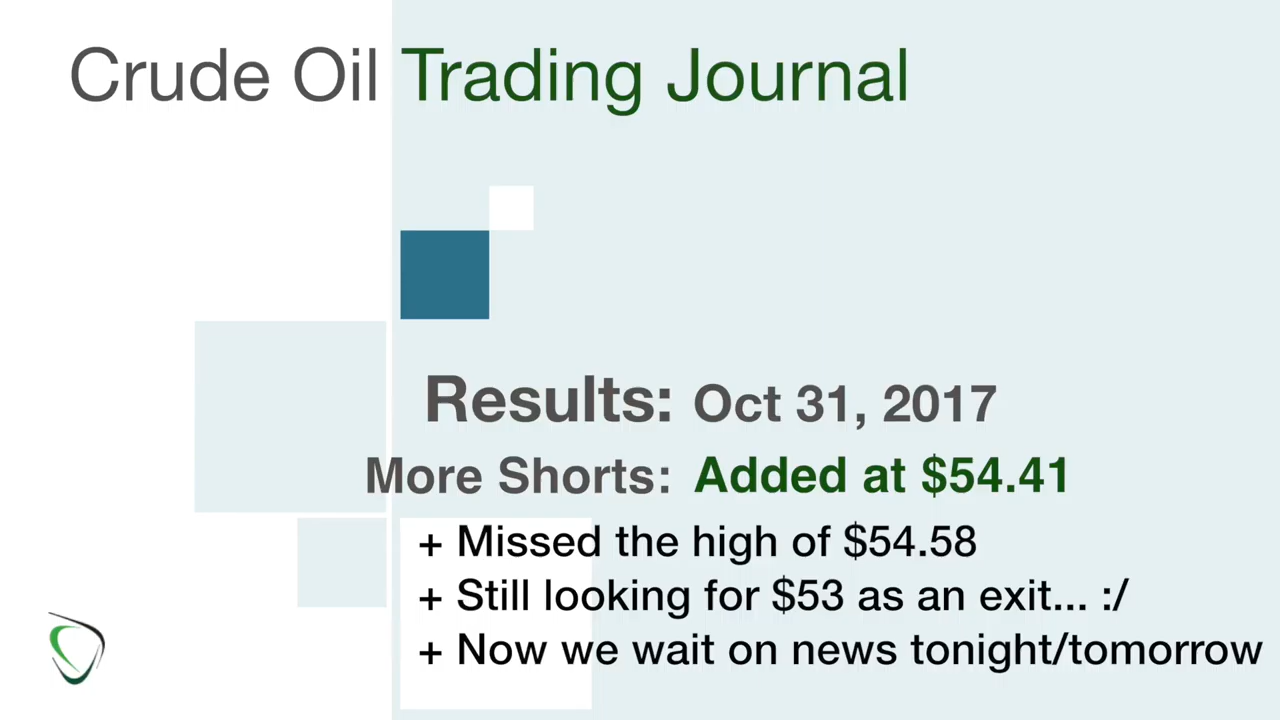 Crude Oil Trading Journal
Results: Oct 31, 2017
More Shorts: Added at $54.41
+ Missed the high of $54.58
+ Still looking for $53 as an exit... :/
+ Now we wait on news tonight/tomorrow